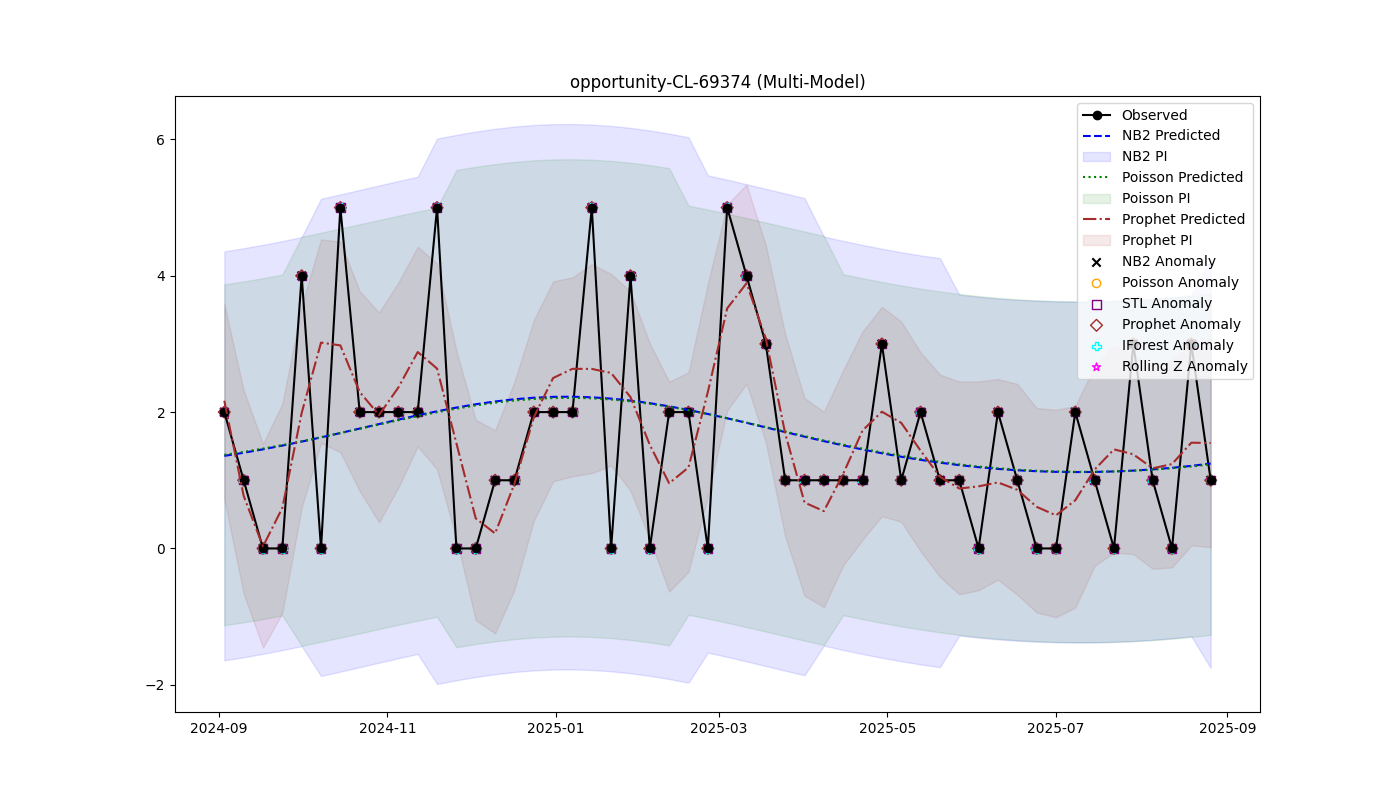 opportunity-CL-69374 (Multi-Model)
Observed
NB2 Predicted
NB2 PI
Poisson Predicted
Poisson PI
Prophet Predicted
Prophet PI
NB2 Anomaly
Poisson Anomaly
STL Anomaly
Prophet Anomaly
IForest Anomaly
Rolling Z Anomaly
6
4
2
0
−2
2024-09 2024-11 2025-01 2025-03 2025-05 2025-07 2025-09